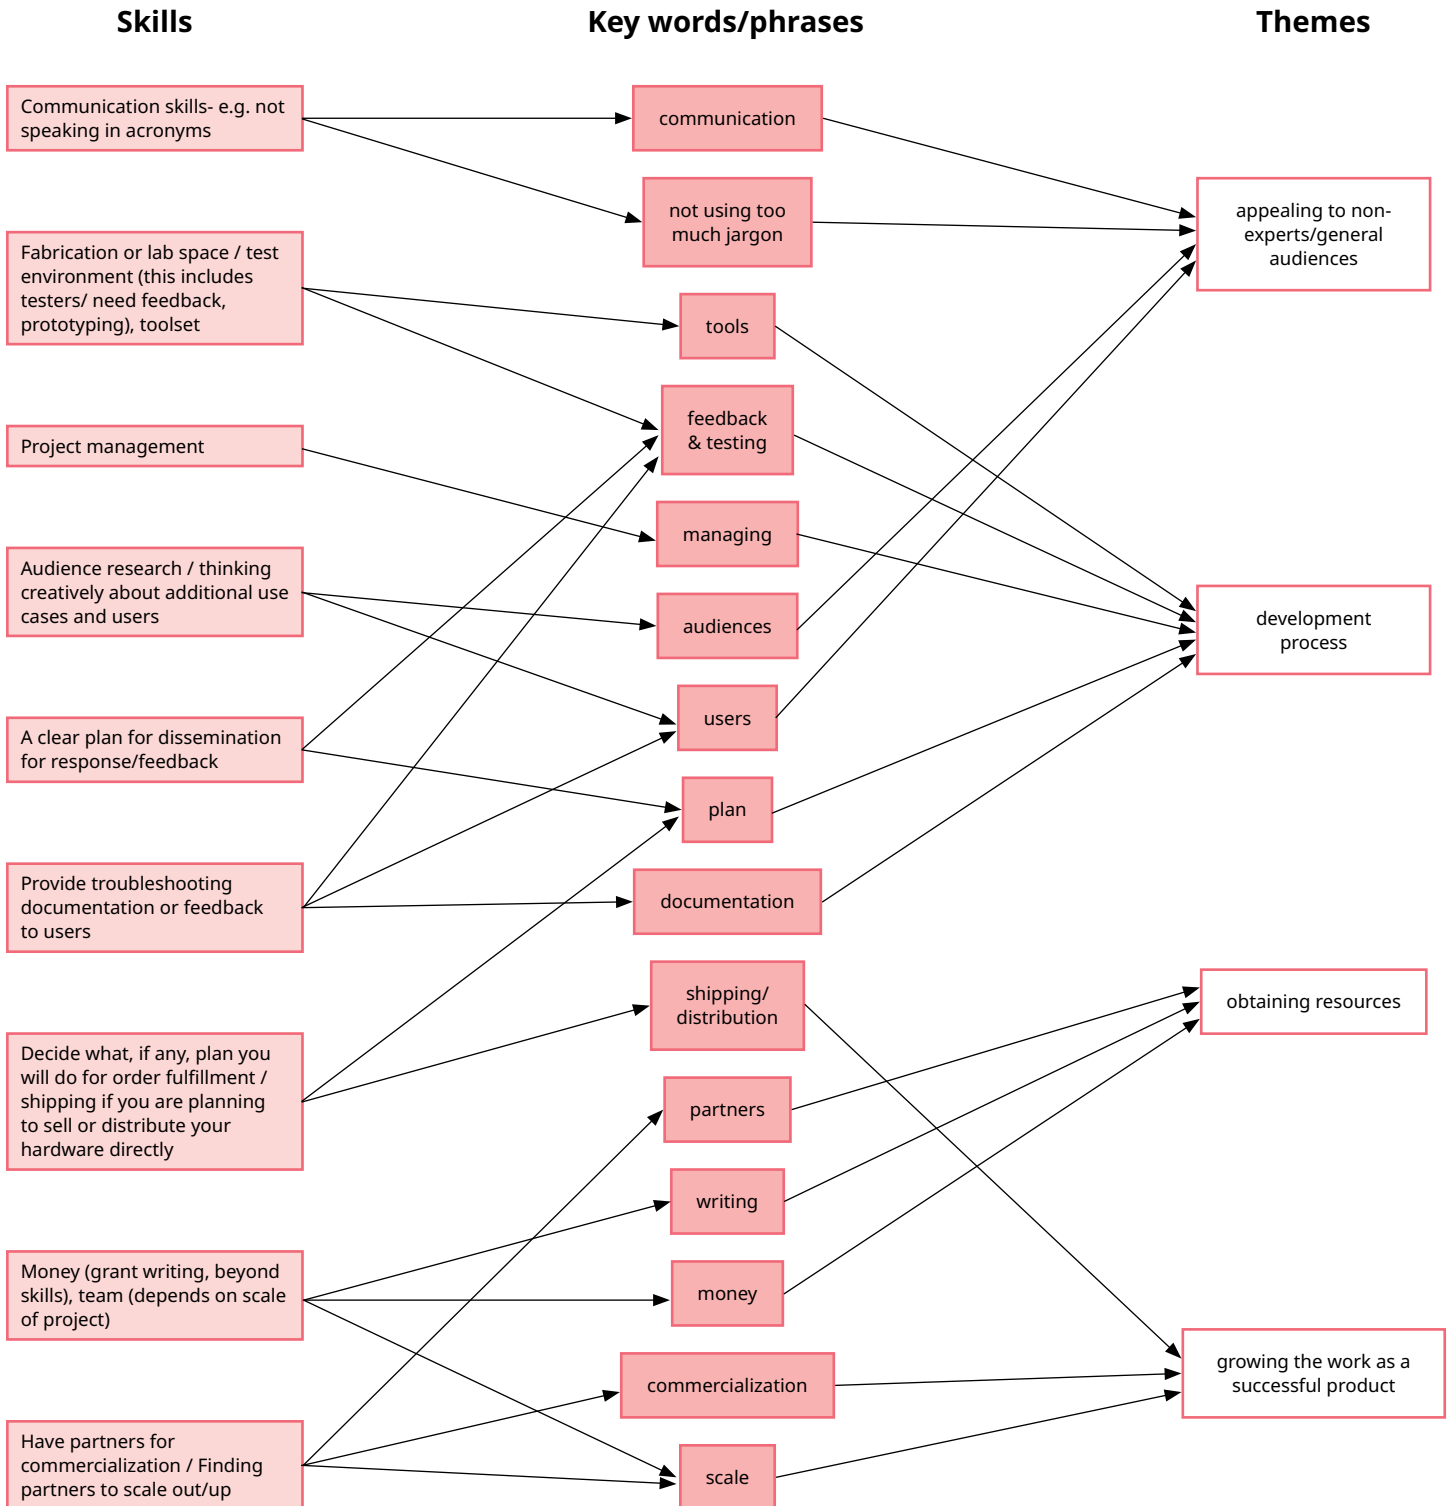 Skills
Key words/phrases
Themes
Communication skills- e.g. not
speaking in acronyms
Fabrication or lab space / test
environment (this includes
testers/ need feedback,
prototyping), toolset
Project management
Audience research / thinking
creatively about additional use
cases and users
A clear plan for dissemination
for response/feedback
Provide troubleshooting
documentation or feedback
to users
Decide what, if any, plan you
will do for order fulfillment /
shipping if you are planning
to sell or distribute your
hardware directly
Money (grant writing, beyond
skills), team (depends on scale
of project)
Have partners for
commercialization / Finding
partners to scale out/up
communication
not using too
much jargon
tools
feedback
& testing
managing
audiences
users
plan
documentation
shipping/
distribution
partners
writing
money
commercialization
scale
appealing to non-
experts/general
audiences
development
process
obtaining resources
growing the work as a
successful product